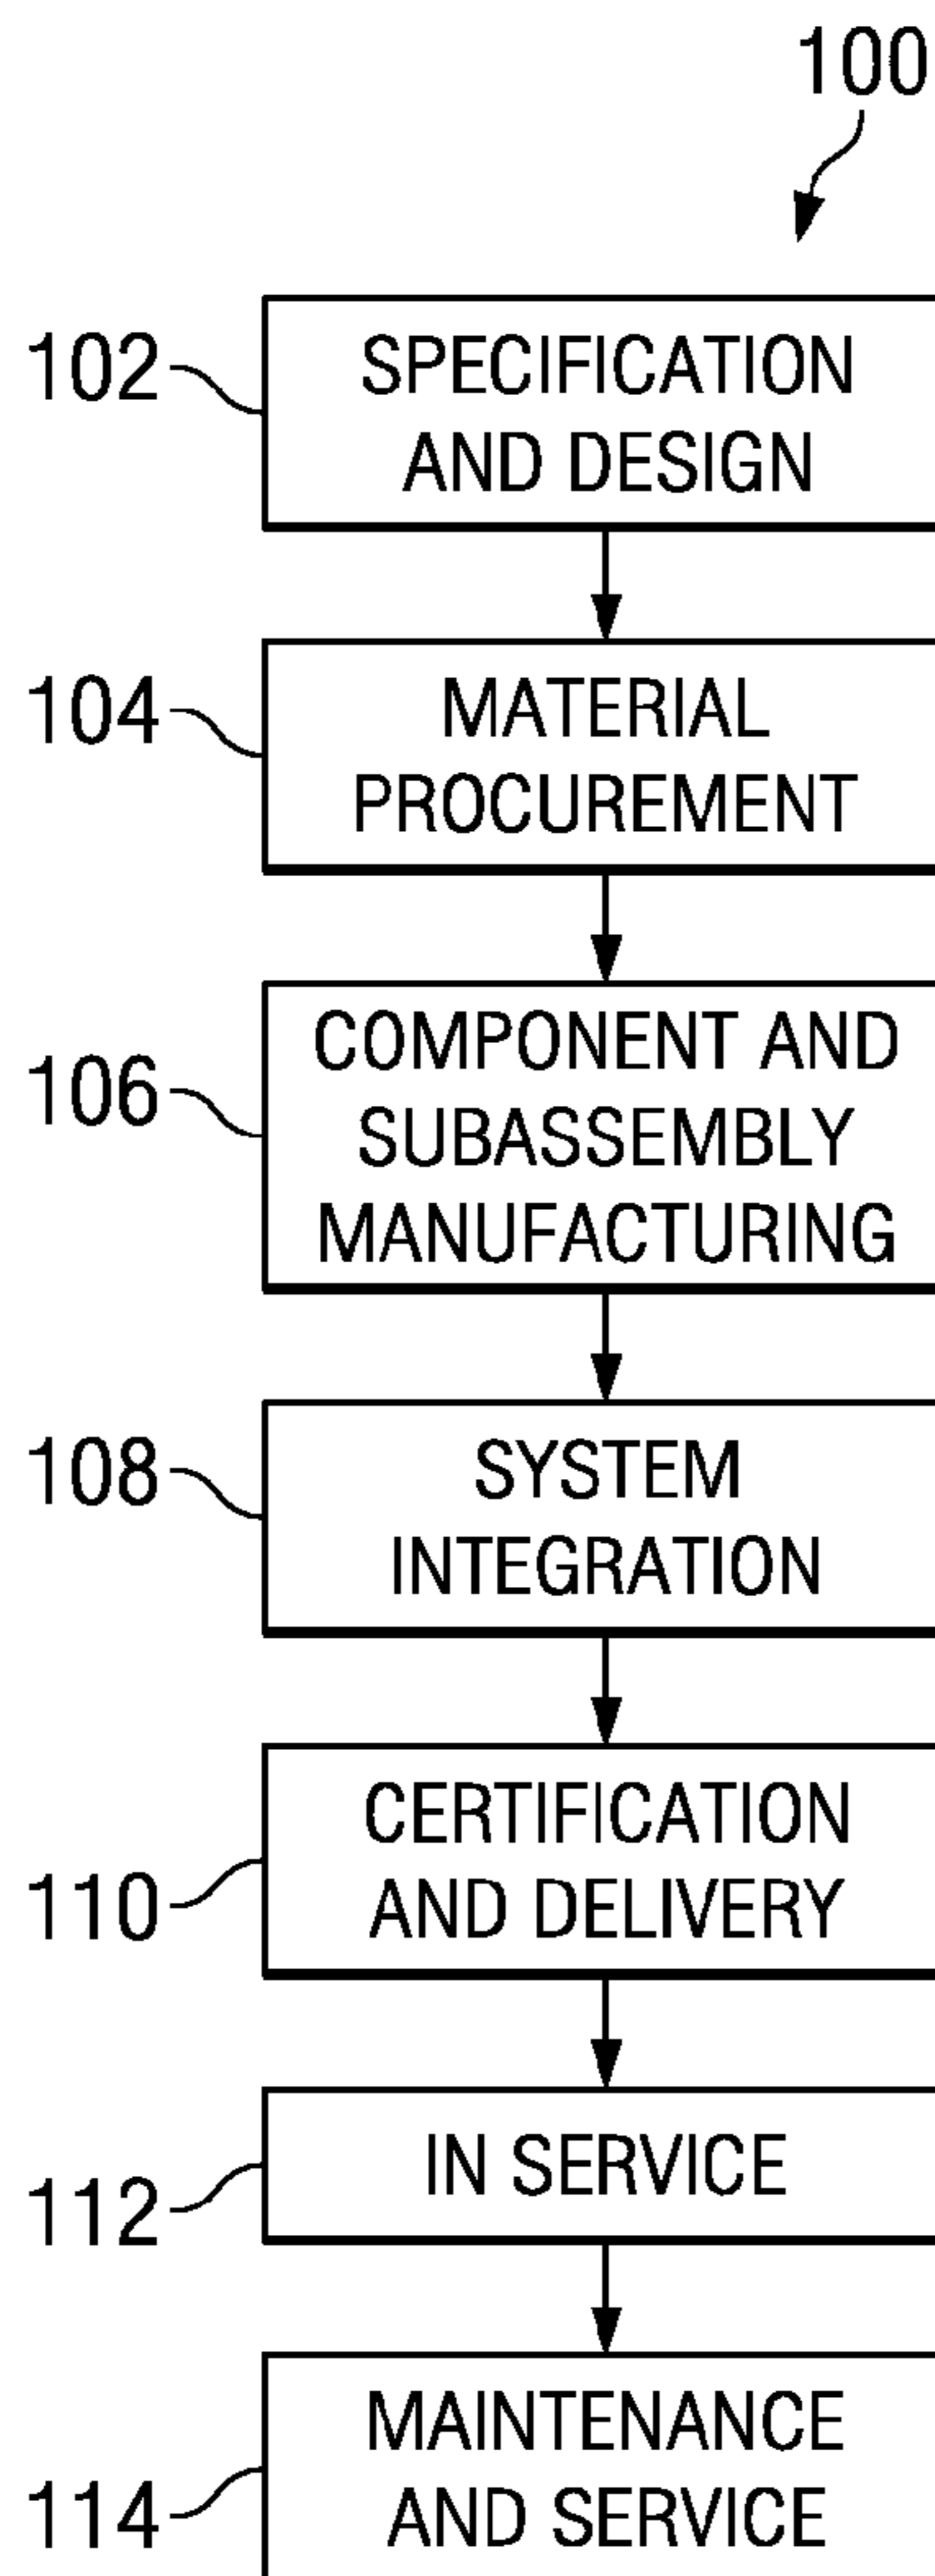 100
102
SPECIFICATION
AND DESIGN
104
MATERIAL
PROCUREMENT
106
COMPONENT AND
SUBASSEMBLY
MANUFACTURING
108
SYSTEM
INTEGRATION
110
CERTIFICATION
AND DELIVERY
112
IN SERVICE
114
MAINTENANCE
AND SERVICE